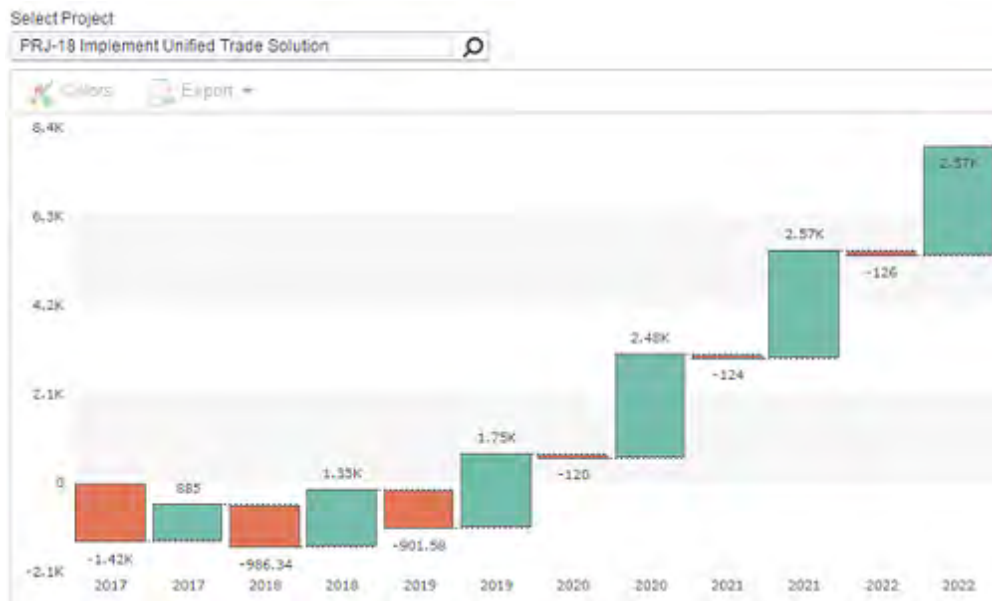 Select Project
PRJ-18 Implement Unified Trade Solution
Colors Export
8.4K
6.3K
4.2K
2.1K
0
-2.1K
-1.42K
885
-986.34
1.33K
-901.58
1.75K
-120
2.48K
-124
2.57K
-126
2.57K
2017 2017 2018 2018 2019 2019 2020 2020 2021 2021 2022 2022